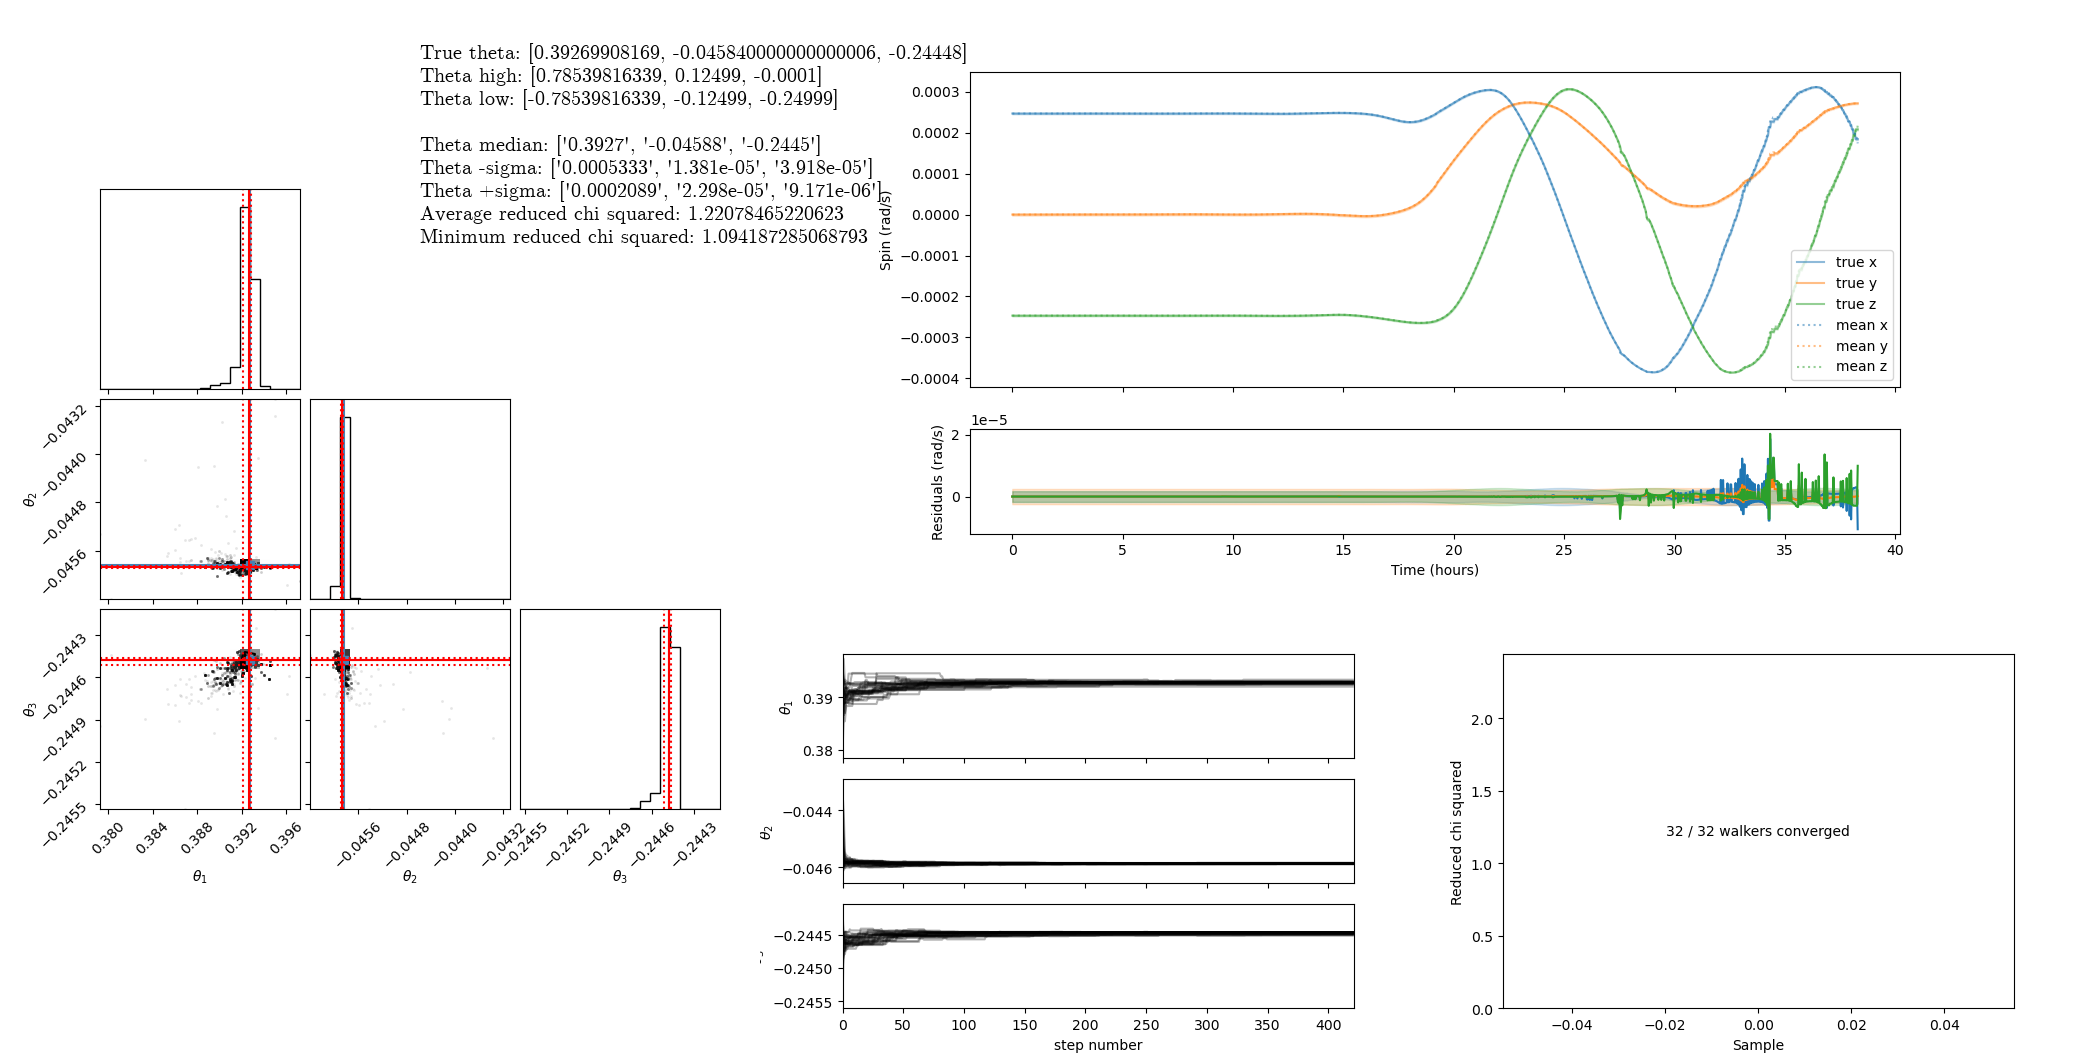 True theta: [0.39269908169, -0.045840000000000006, -0.24448]
Theta high: [0.78539816339, 0.12499, -0.0001]
Theta low: [-0.78539816339, -0.12499, -0.24999]
Theta median: ['0.3927', '-0.04588', '-0.2445']
Theta -sigma: ['0.0005333', '1.381e-05', '3.918e-05']
Theta +sigma: ['0.0002089', '2.298e-05', '9.171e-06']
Average reduced chi squared: 1.22078465220623
Minimum reduced chi squared: 1.094187285068793
0.0003
0.0002
0.0001
0.0000
−0.0001
−0.0002
−0.0003
−0.0004
Spin (rad/s)
true x
true y
true z
mean x
mean y
mean z
1e−5
2
0
Residuals (rad/s)
0 5 10 15 20 25 30 35 40
Time (hours)
−0.0432
−0.0440
−0.0448
−0.0456
θ2
−0.2443
−0.2446
−0.2449
−0.2452
−0.2455
θ3
0.380 0.384 0.388 0.392 0.396
θ1
−0.0456 −0.0448 −0.0440 −0.0432
θ2
−0.2455 −0.2452 −0.2449 −0.2446 −0.2443
θ3
0.39
0.38
θ1
−0.044
−0.046
θ2
−0.2445
−0.2450
−0.2455
0 50 100 150 200 250 300 350 400
step number
2.0
1.5
1.0
0.5
0.0
Reduced chi squared
32 / 32 walkers converged
−0.04 −0.02 0.00 0.02 0.04
Sample